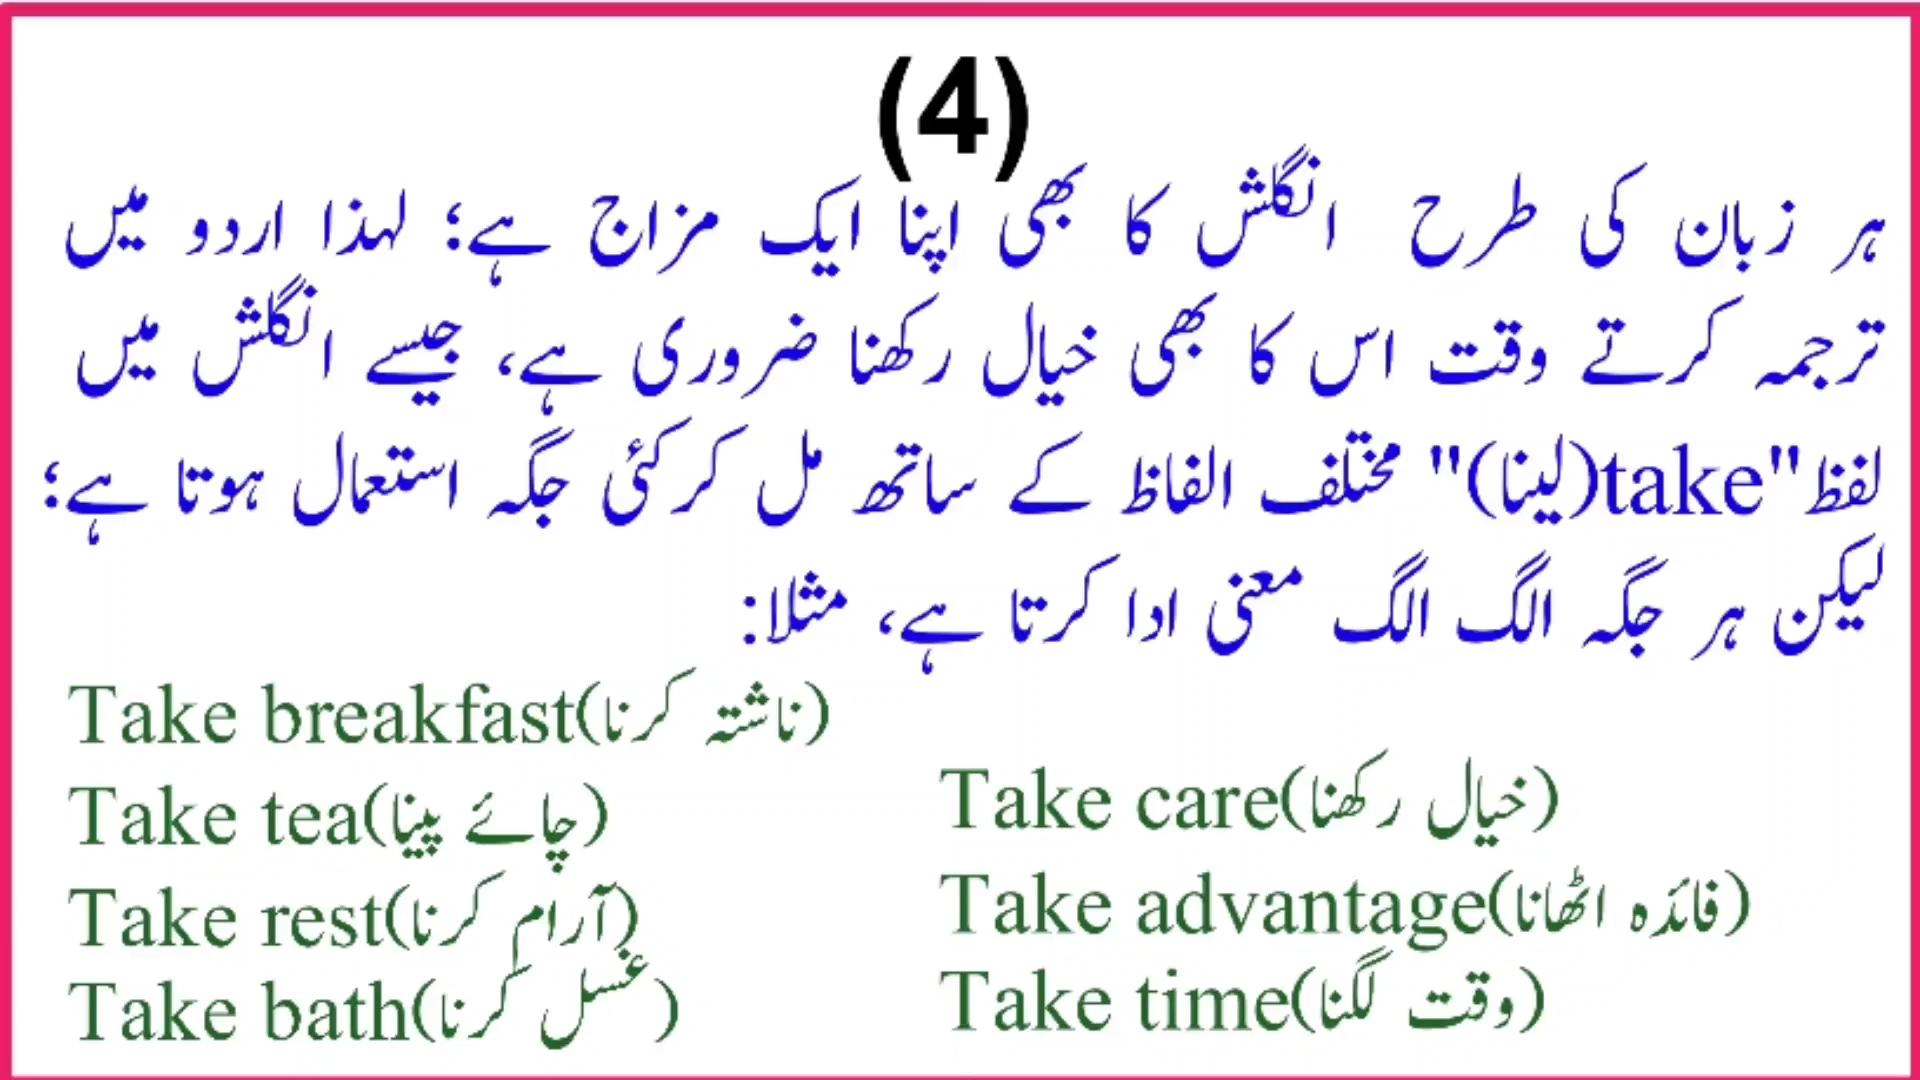 (4)
ہر زبان کی طرح انگلش کا بھی اپنا ایک مزاج ہے؛ لہذا اردو میں
ترجمہ کرتے وقت اس کا بھی خیال رکھنا ضروری ہے، جیسے انگلش میں
لفظ "take(لینا)" مختلف الفاظ کے ساتھ مل کر کئی جگہ استعمال ہوتا ہے؛
لیکن ہر جگہ الگ الگ معنی ادا کرتا ہے، مثلا:
Take breakfast(ناشتہ کرنا)
Take tea(چائے پینا)
Take rest(آرام کرنا)
Take bath(غسل کرنا)
Take care(خیال رکھنا)
Take advantage(فائدہ اٹھانا)
Take time(وقت لگنا)